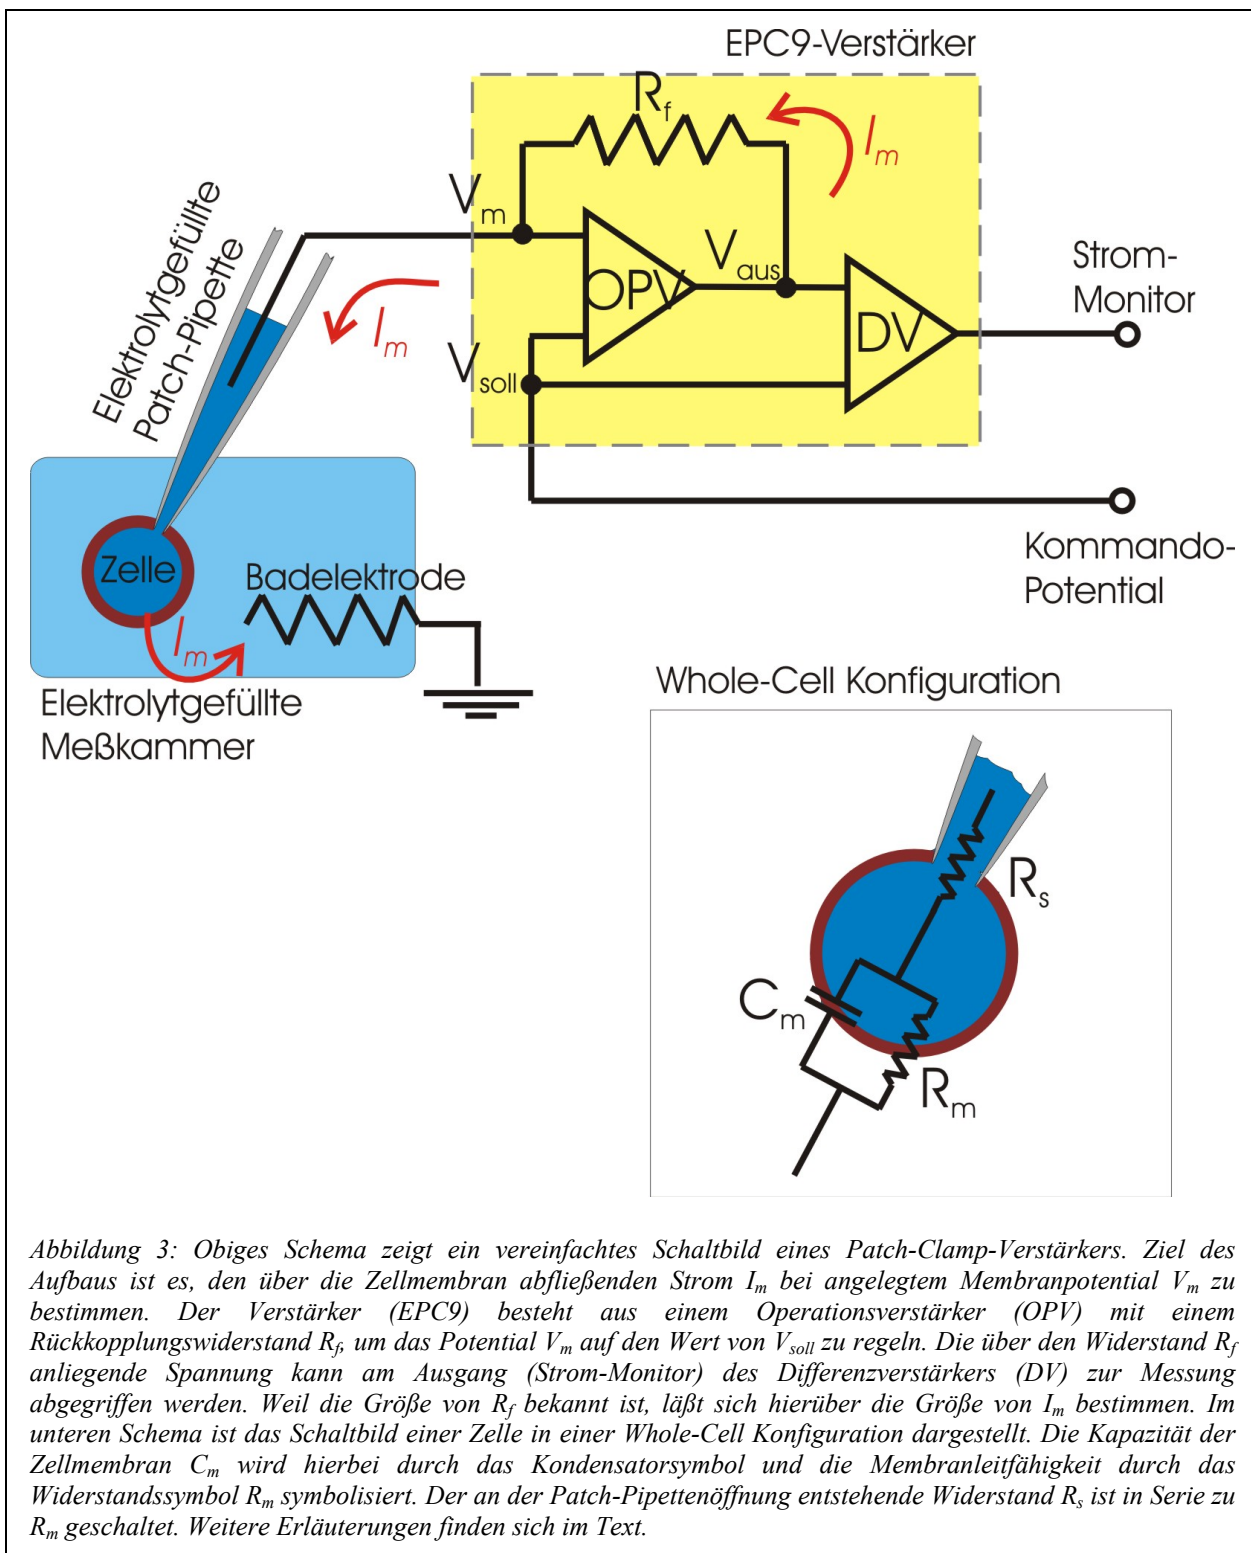 EPC9-Verstärker
R_f
I_m
V_m
OPV
V_aus
DV
Strom-
Monitor
Elektrolytgefüllte
Patch-Pipette
I_m
V_soll
Kommando-
Potential
Zelle
Badelektrode
I_m
Elektrolytgefüllte
Meßkammer
Whole-Cell Konfiguration
R_s
C_m
R_m
Abbildung 3: Obiges Schema zeigt ein vereinfachtes Schaltbild eines Patch-Clamp-Verstärkers. Ziel des
Aufbaus ist es, den über die Zellmembran abfließenden Strom I_m bei angelegtem Membranpotential V_m zu
bestimmen. Der Verstärker (EPC9) besteht aus einem Operationsverstärker (OPV) mit einem
Rückkopplungswiderstand R_f, um das Potential V_m auf den Wert von V_soll zu regeln. Die über den Widerstand R_f
anliegende Spannung kann am Ausgang (Strom-Monitor) des Differenzverstärkers (DV) zur Messung
abgegriffen werden. Weil die Größe von R_f bekannt ist, läßt sich hierüber die Größe von I_m bestimmen. Im
unteren Schema ist das Schaltbild einer Zelle in einer Whole-Cell Konfiguration dargestellt. Die Kapazität der
Zellmembran C_m wird hierbei durch das Kondensatorsymbol und die Membranleitfähigkeit durch das
Widerstandssymbol R_m symbolisiert. Der an der Patch-Pipettenöffnung entstehende Widerstand R_s ist in Serie zu
R_m geschaltet. Weitere Erläuterungen finden sich im Text.